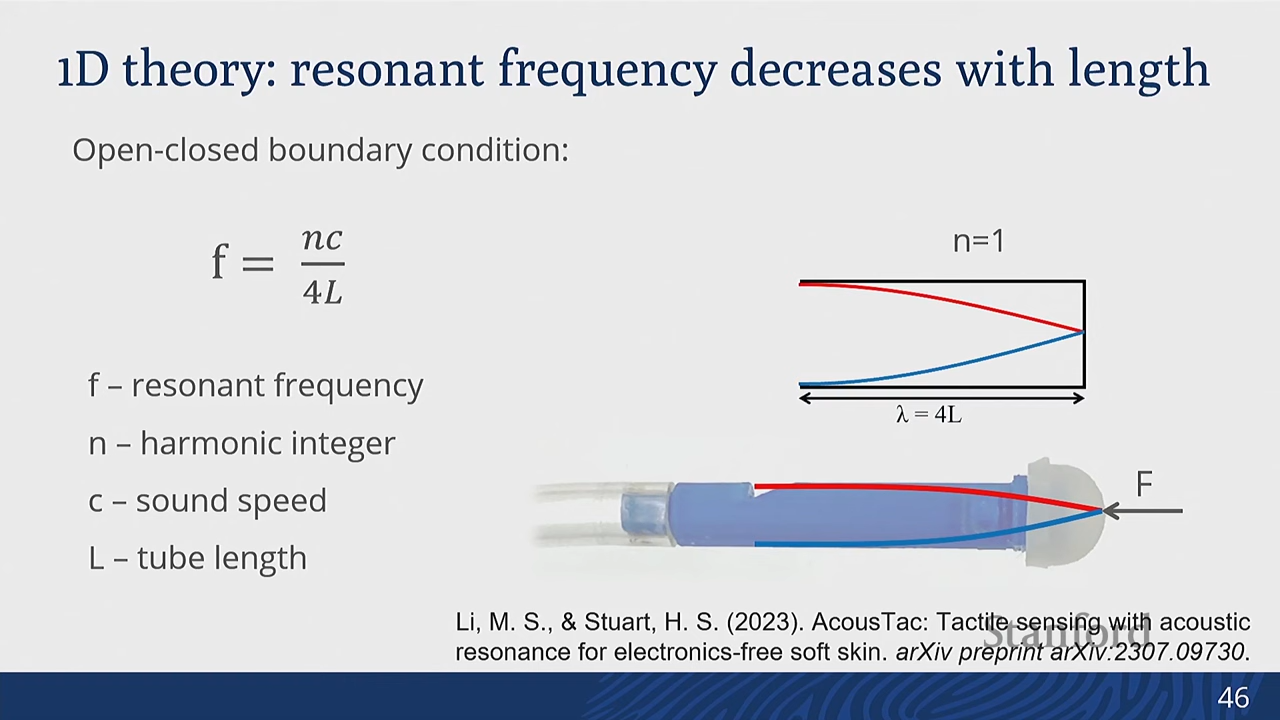 1D theory: resonant frequency decreases with length
Open-closed boundary condition:
f = nc/4L
n=1
f – resonant frequency
n – harmonic integer
c – sound speed
L – tube length
λ = 4L
F
Li, M. S., & Stuart, H. S. (2023). AcousTac: Tactile sensing with acoustic
resonance for electronics-free soft skin. arXiv preprint arXiv:2307.09730.
Stanford
46